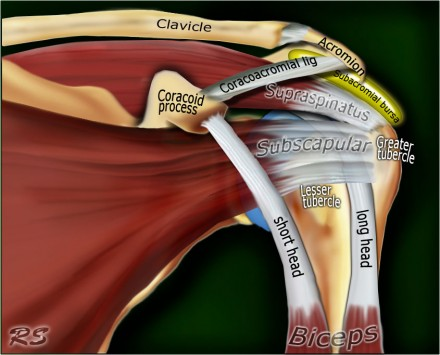 Clavicle
Acromion
Coracoacromial lig
subacromial bursa
Coracoid
process
Supraspinatus
Subscapular
Greater
tubercle
Lesser
tubercle
short head
long head
RS
Biceps